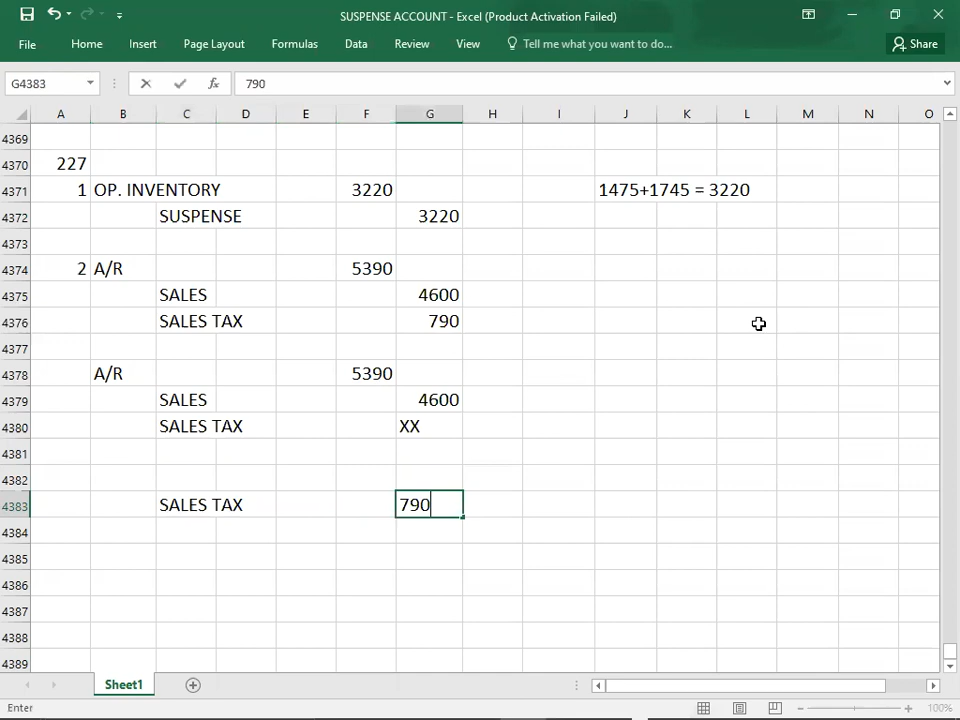 SUSPENSE ACCOUNT - Excel (Product Activation Failed)
File Home Insert Page Layout Formulas Data Review View Tell me what you want to do... Share
G4383 fx 790
A B C D E F G H I J K L M N O
4369
4370 227
4371 1 OP. INVENTORY 3220 1475+1745 = 3220
4372 SUSPENSE 3220
4373
4374 2 A/R 5390
4375 SALES 4600
4376 SALES TAX 790
4377
4378 A/R 5390
4379 SALES 4600
4380 SALES TAX XX
4381
4382
4383 SALES TAX 790
4384
4385
4386
4387
4388
4389
Sheet1
Enter 100%